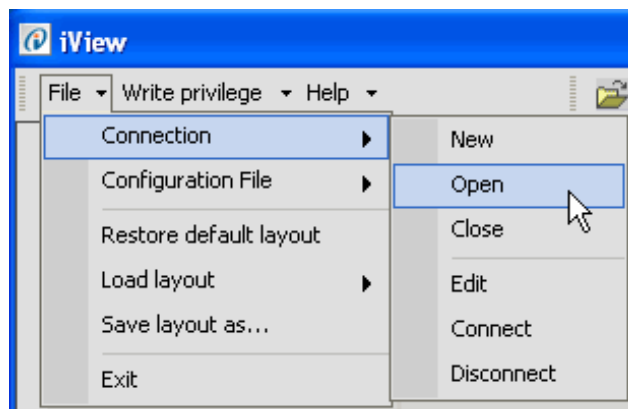 iView
File Write privilege Help
Connection
Configuration File
Restore default layout
Load layout
Save layout as...
Exit
New
Open
Close
Edit
Connect
Disconnect